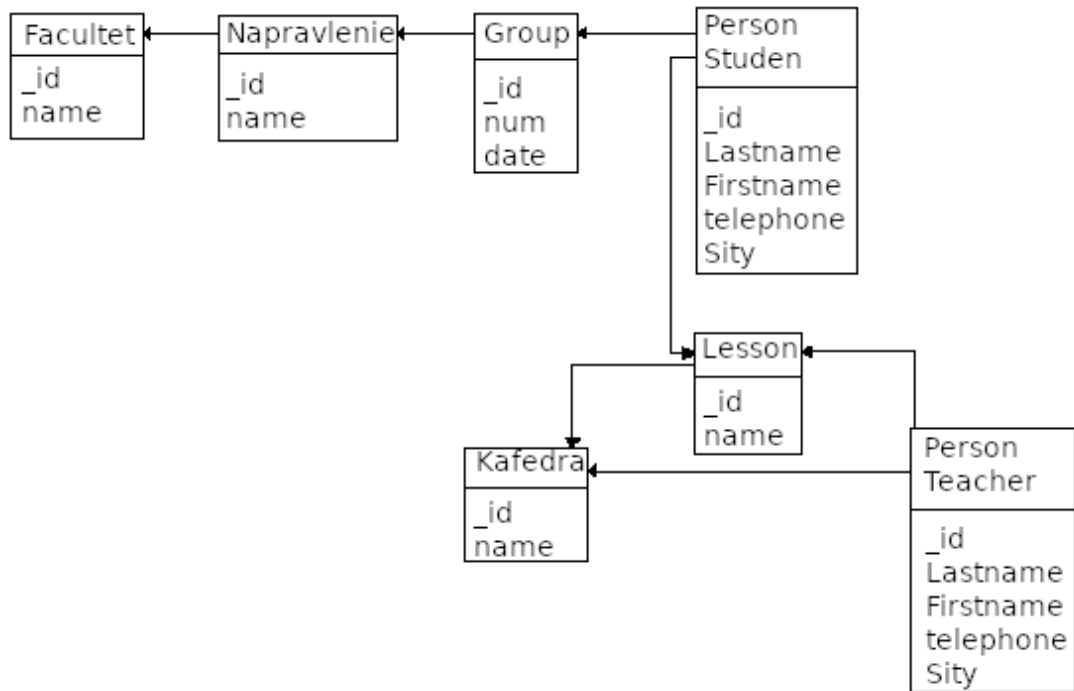 Facultet
_id
name
Napravlenie
_id
name
Group
_id
num
date
Person
Studen
_id
Lastname
Firstname
telephone
Sity
Lesson
_id
name
Kafedra
_id
name
Person
Teacher
_id
Lastname
Firstname
telephone
Sity